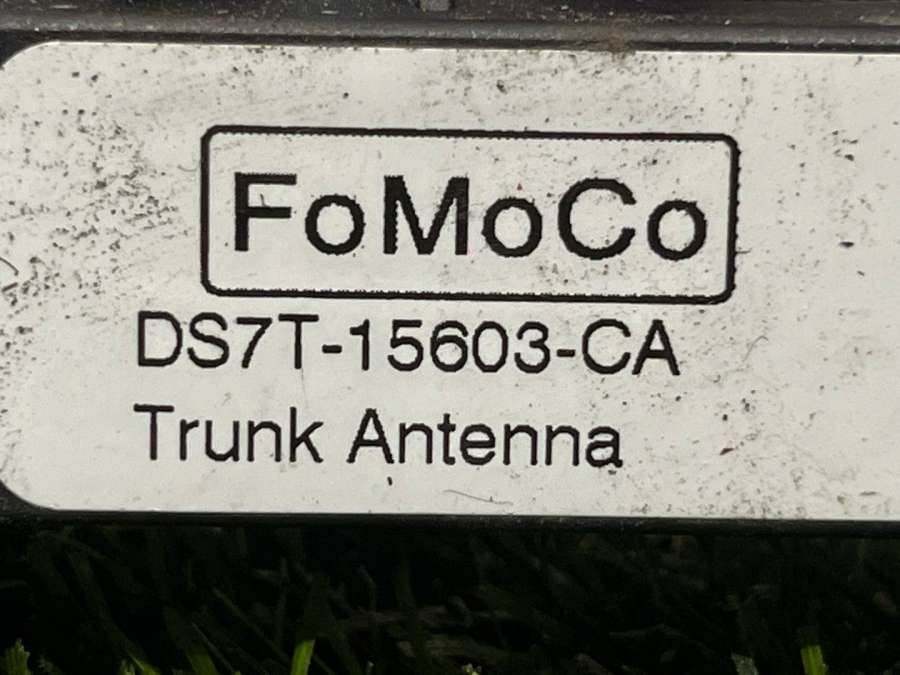 FoMoCo
DS7T-15603-CA
Trunk Antenna